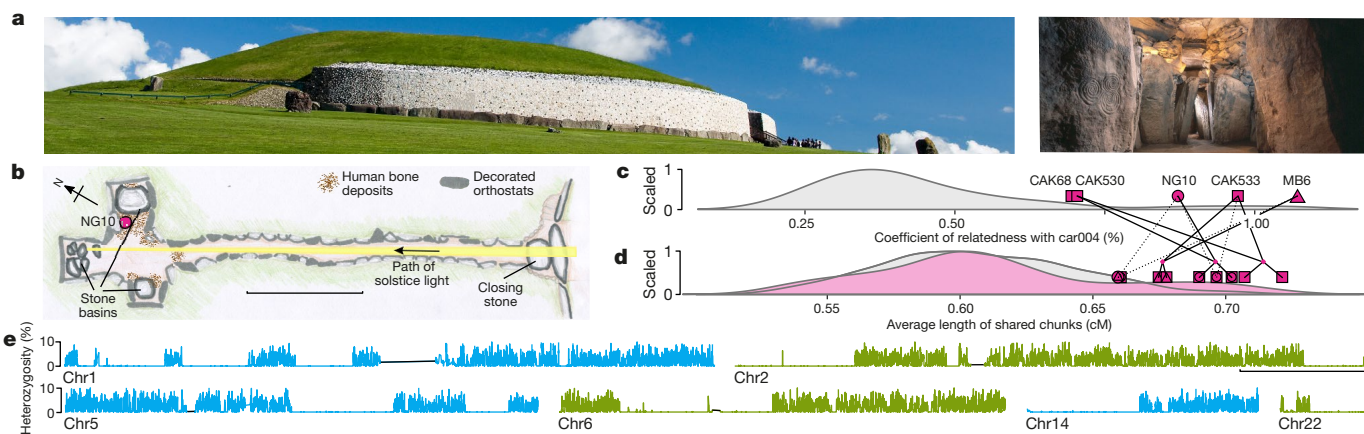 a
b
N
Human bone
deposits
Decorated
orthostats
NG10
Path of
solstice light
Closing
stone
Stone
basins
c
Scaled
1
0
CAK68 CAK530 NG10 CAK533 MB6
0.25 0.50 1.00
Coefficient of relatedness with car004 (%)
d
Scaled
1
0
0.55 0.60 0.65 0.70
Average length of shared chunks (cM)
e
Heterozygosity (%)
10
0
Chr1
Chr2
10
0
Chr5
Chr6
Chr14
Chr22